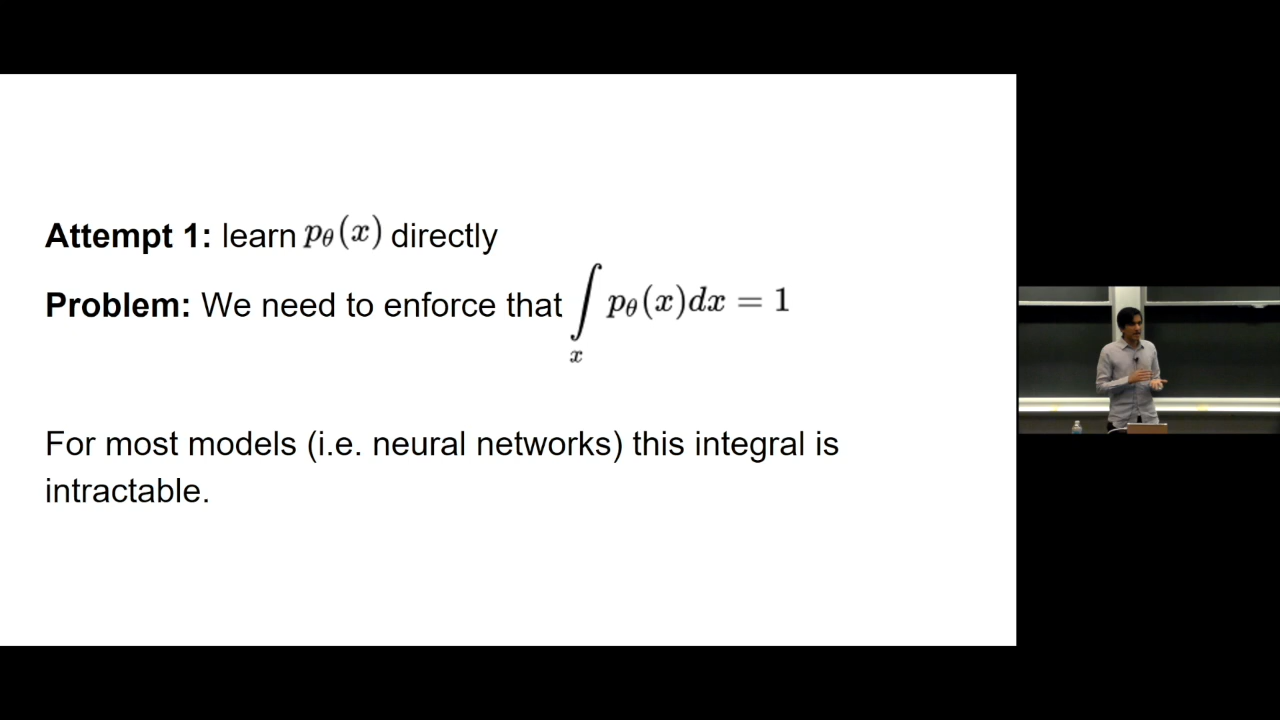 Attempt 1: learn pθ(x) directly
Problem: We need to enforce that ∫ₓ pθ(x)dx = 1
For most models (i.e. neural networks) this integral is
intractable.